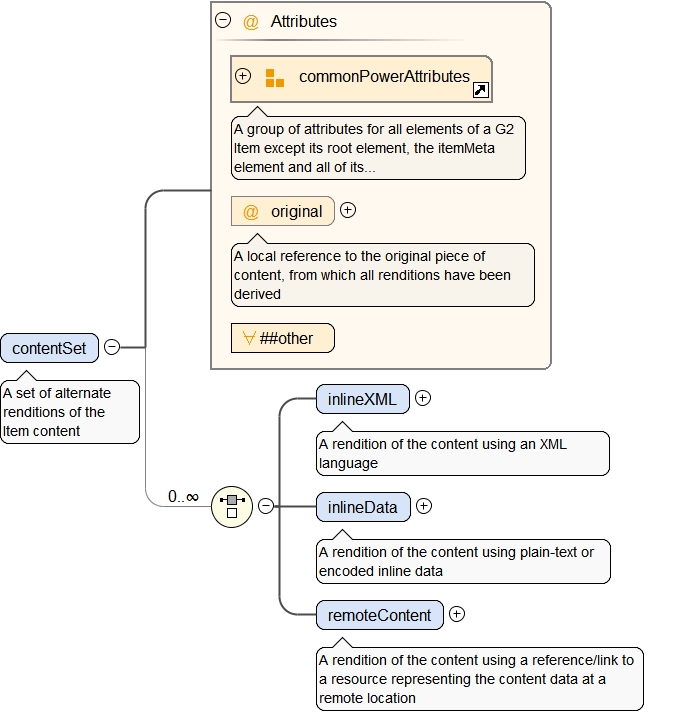 @ Attributes
commonPowerAttributes
A group of attributes for all elements of a G2
Item except its root element, the itemMeta
element and all of its...
@ original
A local reference to the original piece of
content, from which all renditions have been
derived
##other
contentSet
A set of alternate
renditions of the
Item content
0..∞
inlineXML
A rendition of the content using an XML
language
inlineData
A rendition of the content using plain-text or
encoded inline data
remoteContent
A rendition of the content using a reference/link to
a resource representing the content data at a
remote location